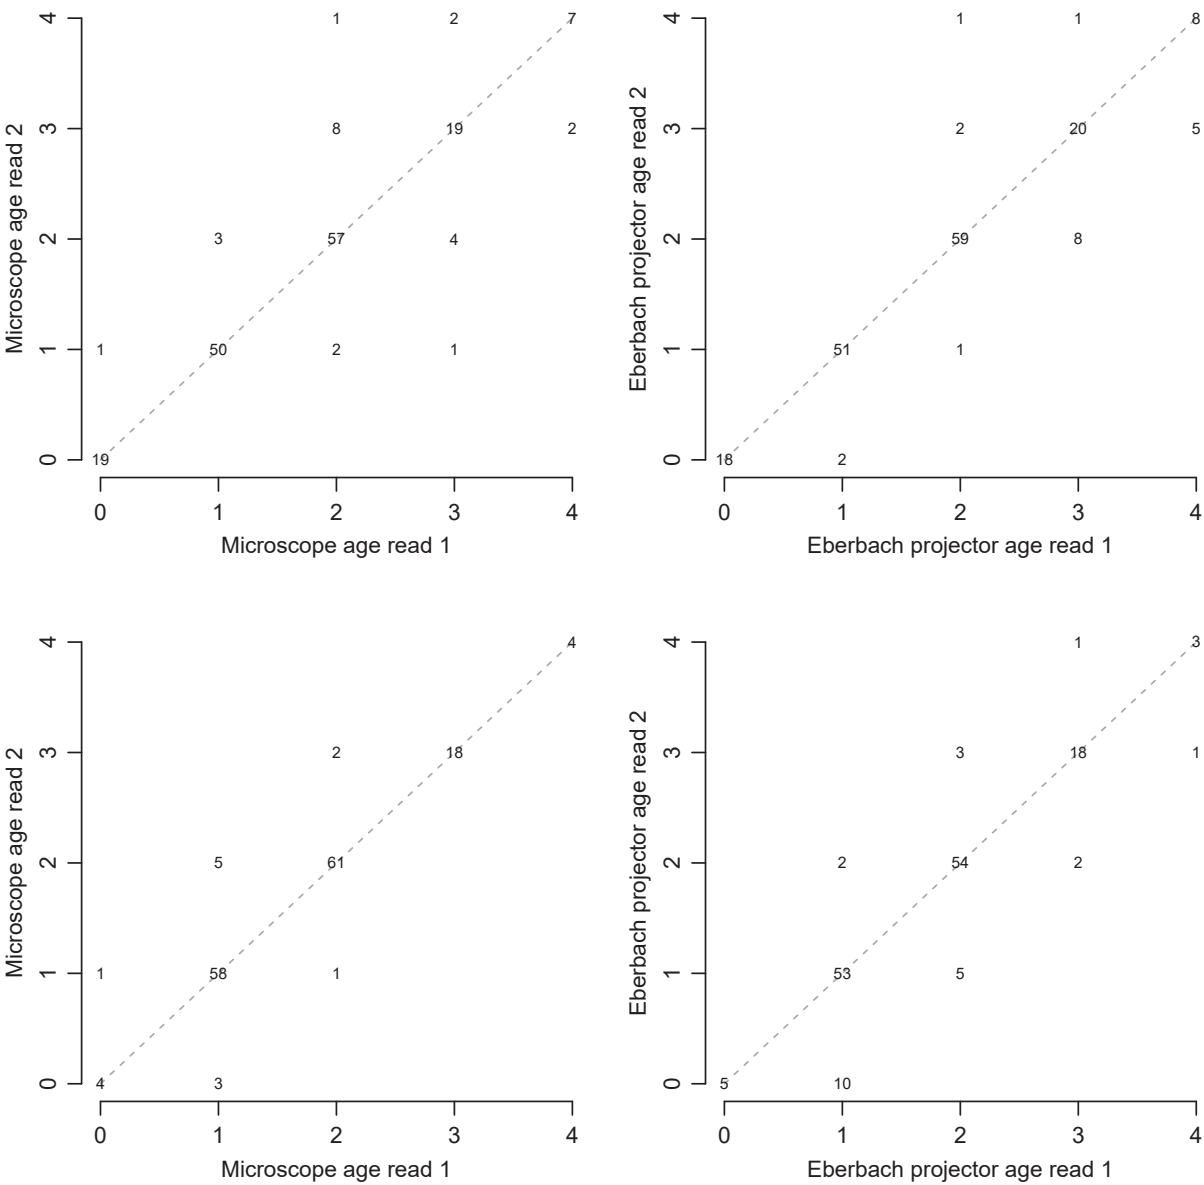 4 1 2 7
3 8 19 2
2 3 57 4
1 1 50 2 1
0 19
0 1 2 3 4
Microscope age read 1
Microscope age read 2
4 1 1 8
3 2 20 5
2 59 8
1 51 1
0 18 2
0 1 2 3 4
Eberbach projector age read 1
Eberbach projector age read 2
4 4
3 2 18
2 5 61
1 1 58 1
0 4 3
0 1 2 3 4
Microscope age read 1
Microscope age read 2
4 1 3
3 3 18 1
2 2 54 2
1 53 5
0 5 10
0 1 2 3 4
Eberbach projector age read 1
Eberbach projector age read 2